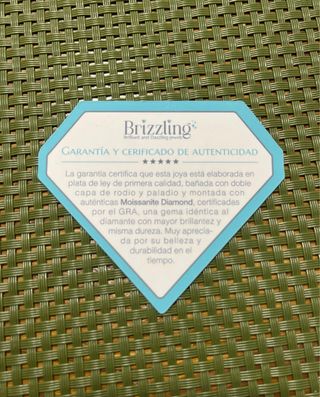 Brizzling
Brilliant and Dazzling Jewelry
GARANTÍA Y CERIFICADO DE AUTENTICIDAD
La garantía certifica que esta joya está elaborada en
plata de ley de primera calidad, bañada con doble
capa de rodio y paladio y montada con
auténticas Moissanite Diamond, certificadas
por el GRA, una gema idéntica al
diamante con mayor brillantez y
misma dureza. Muy aprecia-
da por su belleza y
durabilidad en el
tiempo.